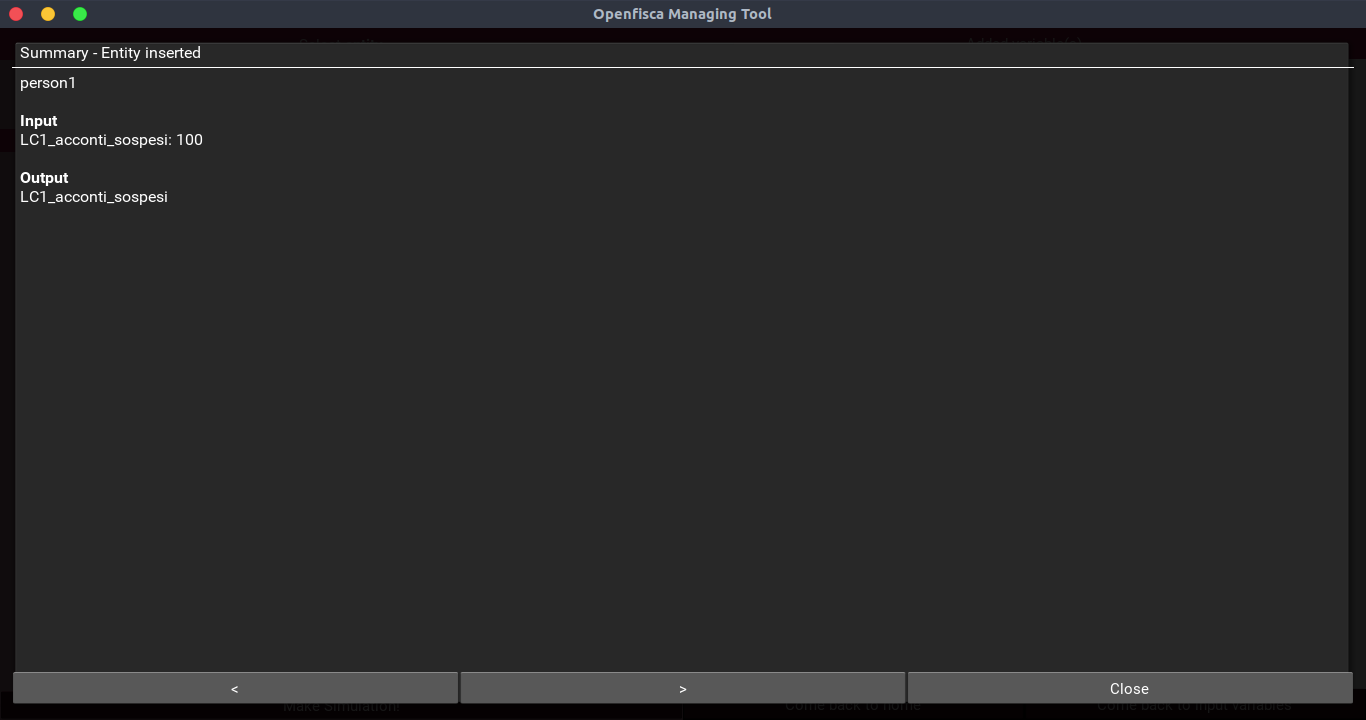 Openfisca Managing Tool
Summary - Entity inserted
person1
Input
LC1_acconti_sospesi: 100
Output
LC1_acconti_sospesi
< > Close
Make Simulation! Come back to home Come back to input variables